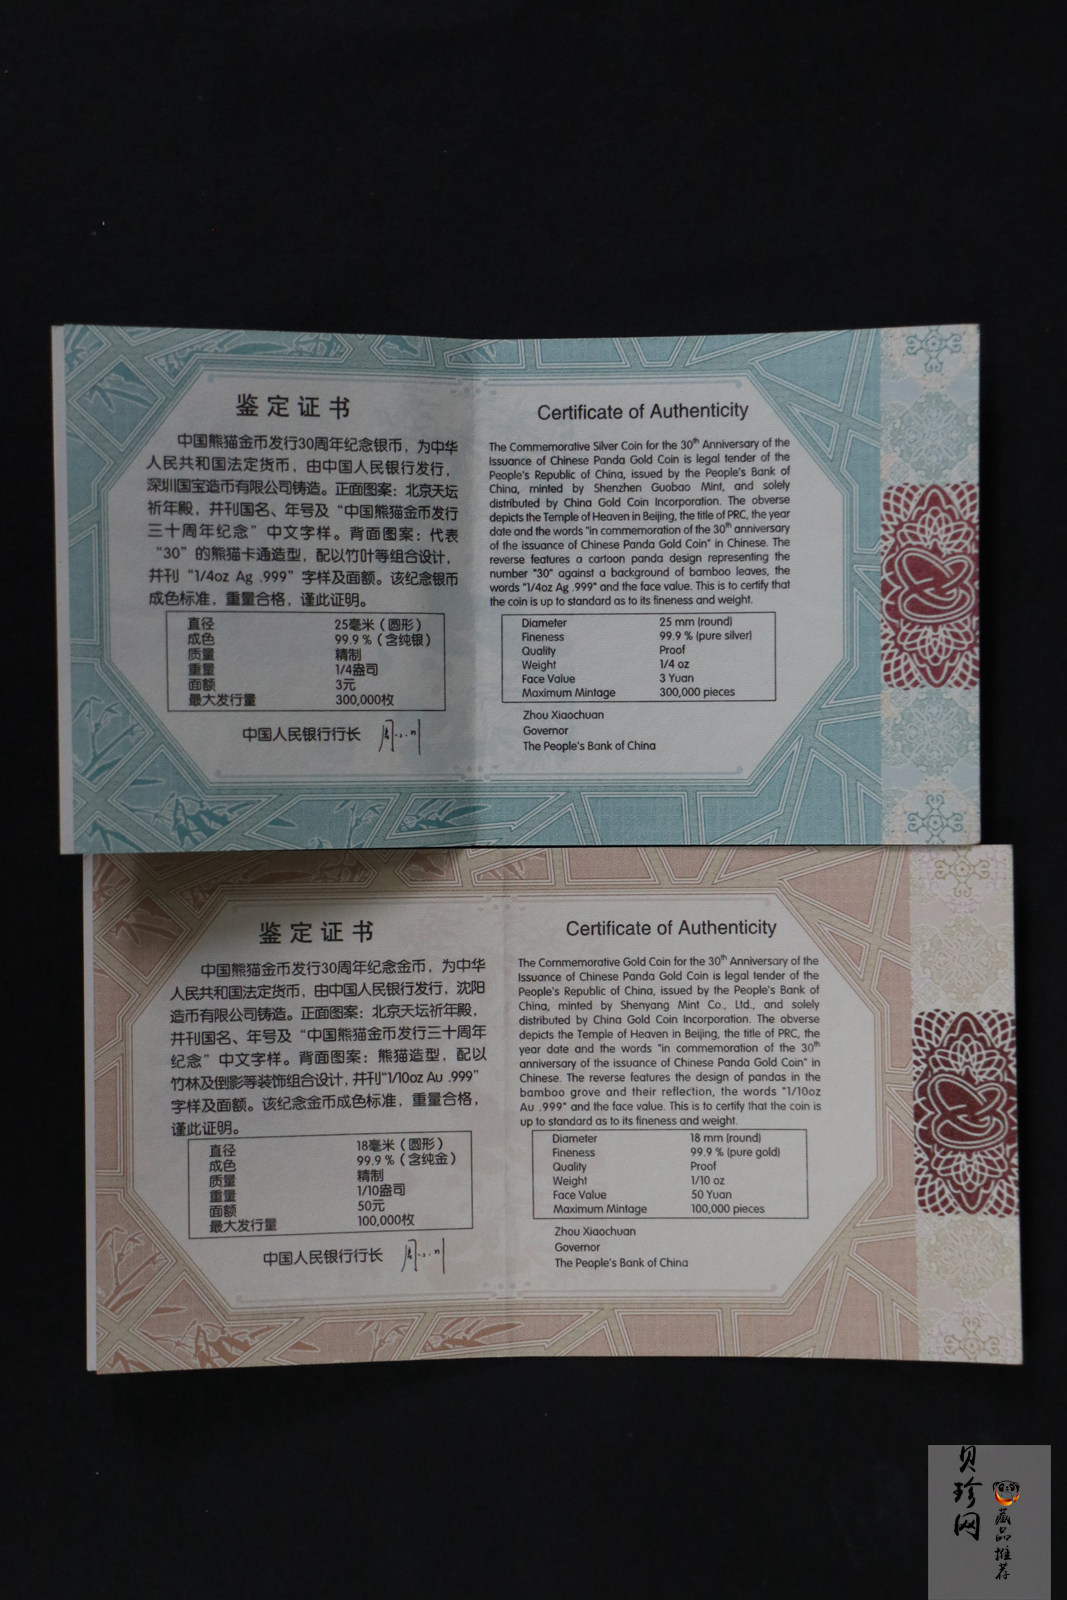 鉴定证书
中国熊猫金币发行30周年纪念银币，为中华
人民共和国法定货币，由中国人民银行发行，
深圳国宝造币有限公司铸造。正面图案：北京天坛
祈年殿，并刊国名、年号及“中国熊猫金币发行
三十周年纪念”中文字样。背面图案：代表
“30”的熊猫卡通造型，配以竹叶等组合设计，
并刊“1/4oz Ag .999”字样及面额。该纪念银币
成色标准，重量合格，谨此证明。
直径 25毫米（圆形）
成色 99.9％（含纯银）
质量 精制
重量 1/4盎司
面额 3元
最大发行量 300,000枚
中国人民银行行长
Certificate of Authenticity
The Commemorative Silver Coin for the 30th Anniversary of the
Issuance of Chinese Panda Gold Coin is legal tender of the
People's Republic of China, issued by the People's Bank of
China, minted by Shenzhen Guobao Mint, and solely
distributed by China Gold Coin Incorporation. The obverse
depicts the Temple of Heaven in Beijing, the title of PRC, the year
date and the words "in commemoration of the 30th anniversary
of the issuance of Chinese Panda Gold Coin" in Chinese. The
reverse features a cartoon panda design representing the
number "30" against a background of bamboo leaves, the
words "1/4oz Ag .999" and the face value. This is to certify that
the coin is up to standard as to its fineness and weight.
Diameter 25 mm (round)
Fineness 99.9 % (pure silver)
Quality Proof
Weight 1/4 oz
Face Value 3 Yuan
Maximum Mintage 300,000 pieces
Zhou Xiaochuan
Governor
The People's Bank of China
鉴定证书
中国熊猫金币发行30周年纪念金币，为中华
人民共和国法定货币，由中国人民银行发行，沈阳
造币有限公司铸造。正面图案：北京天坛祈年殿，
并刊国名、年号及“中国熊猫金币发行三十周年
纪念”中文字样。背面图案：熊猫造型，配以
竹林及倒影等装饰组合设计，并刊“1/10oz Au .999”
字样及面额。该纪念金币成色标准，重量合格，
谨此证明。
直径 18毫米（圆形）
成色 99.9％（含纯金）
质量 精制
重量 1/10盎司
面额 50元
最大发行量 100,000枚
中国人民银行行长
Certificate of Authenticity
The Commemorative Gold Coin for the 30th Anniversary of the
Issuance of Chinese Panda Gold Coin is legal tender of the
People's Republic of China, issued by the People's Bank of
China, minted by Shenyang Mint Co., Ltd., and solely
distributed by China Gold Coin Incorporation. The obverse
depicts the Temple of Heaven in Beijing, the title of PRC, the
year date and the words "in commemoration of the 30th
anniversary of the issuance of Chinese Panda Gold Coin" in
Chinese. The reverse features the design of pandas in the
bamboo grove and their reflection, the words "1/10oz
Au .999" and the face value. This is to certify that the coin is
up to standard as to its fineness and weight.
Diameter 18 mm (round)
Fineness 99.9 % (pure gold)
Quality Proof
Weight 1/10 oz
Face Value 50 Yuan
Maximum Mintage 100,000 pieces
Zhou Xiaochuan
Governor
The People's Bank of China
贝珍网
藏品推荐